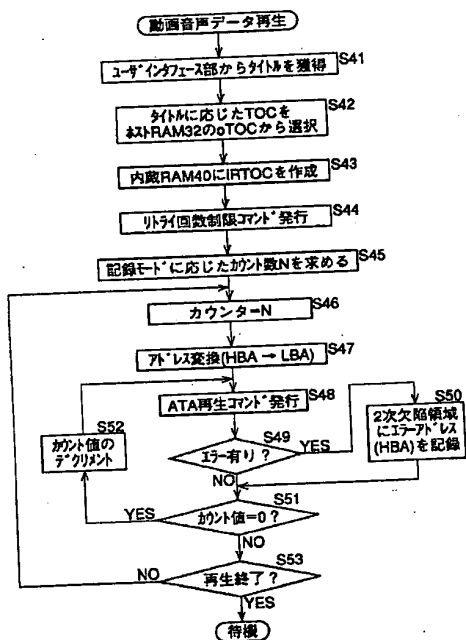 動画音声データ再生
S41
ユーザインタフェース部からタイトルを獲得
S42
タイトルに応じたTOCを
ホストRAM32のoTOCから選択
S43
内蔵RAM40にIRTOCを作成
S44
リトライ回数制限コマンド発行
S45
記録モードに応じたカウント数Nを求める
S46
カウンタ←N
S47
アドレス変換(HBA → LBA)
S48
ATA再生コマンド発行
S49
エラー有り?
YES
NO
S50
2次欠陥領域
にエラーアドレス
(HBA)を記録
S51
カウント値=0?
YES
NO
S52
カウント値の
デクリメント
S53
再生終了?
NO
YES
待機